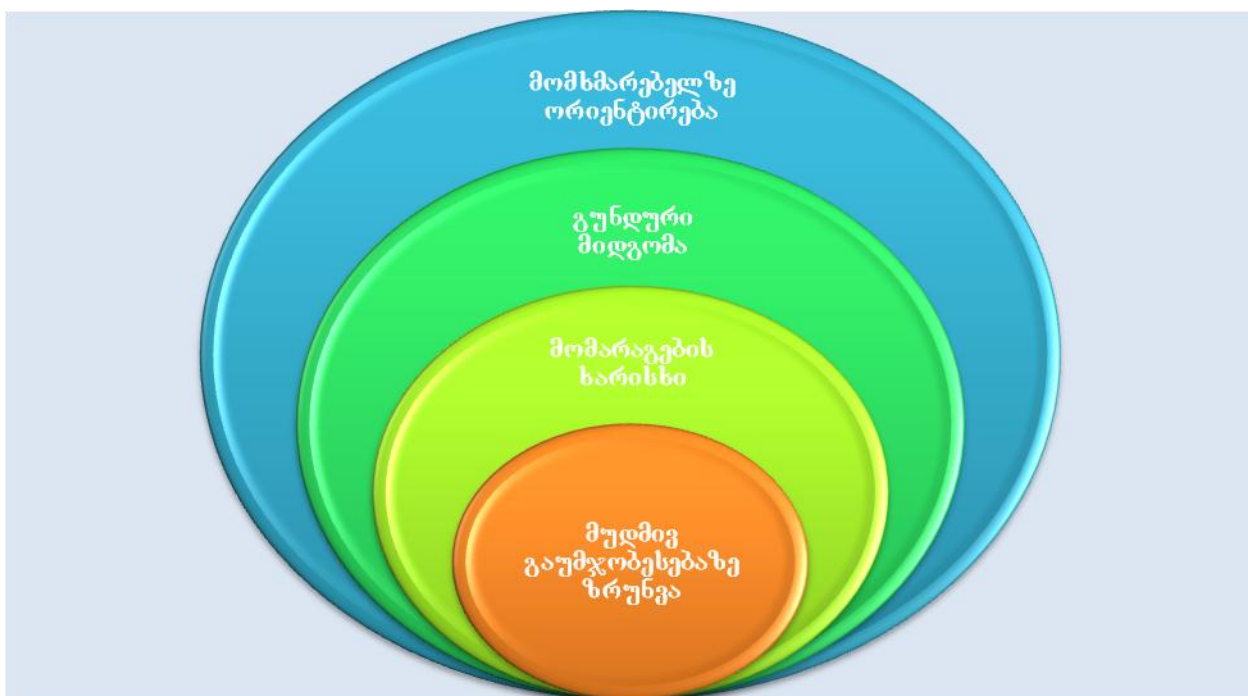 მომხმარებელზე
ორიენტირება
გუნდური
მიდგომა
მომარაგების
ხარისხი
მუდმივ
გაუმჯობესებაზე
ზრუნვა